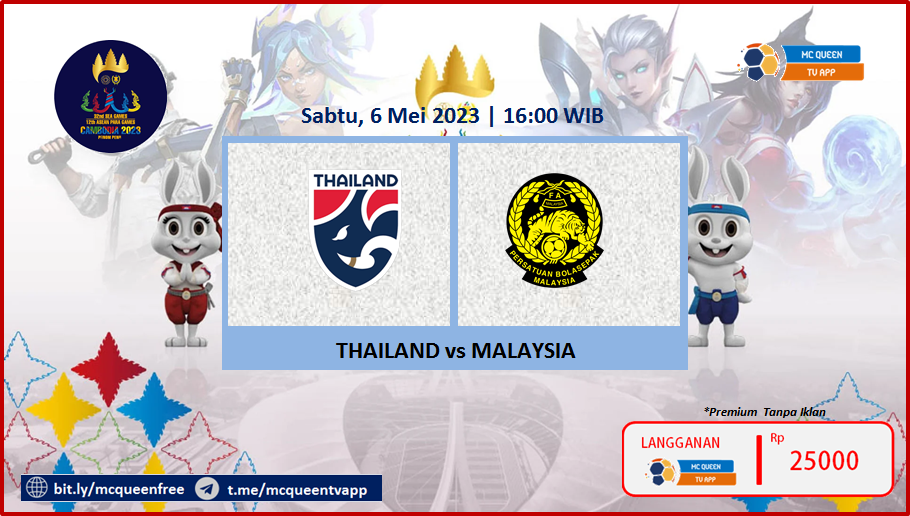 32nd SEA GAMES
12th ASEAN PARA GAMES
CAMBODIA 2023
PHNOM PENH
MC QUEEN
TV APP
Sabtu, 6 Mei 2023 | 16:00 WIB
THAILAND
F A
PERSATUAN BOLASEPAK
MALAYSIA
THAILAND vs MALAYSIA
*Premium Tanpa Iklan
LANGGANAN
MC QUEEN
TV APP
Rp
25000
bit.ly/mcqueenfree
t.me/mcqueentvapp